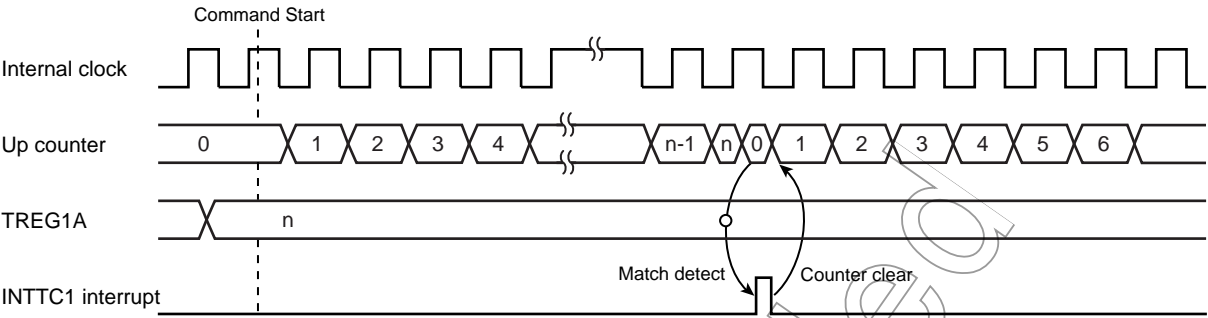 Command Start
Internal clock
Up counter
0 1 2 3 4 n-1 n 0 1 2 3 4 5 6
TREG1A
n
Match detect
Counter clear
INTTC1 interrupt